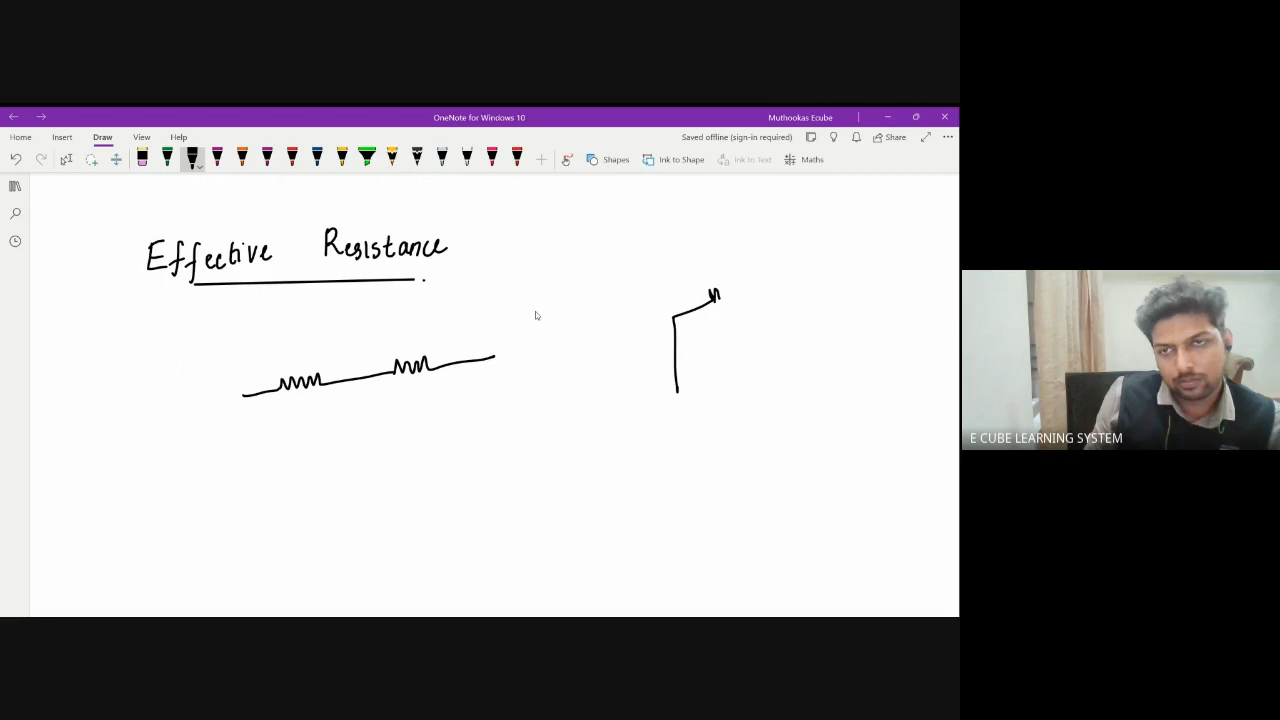 OneNote for Windows 10
Muthookas Ecube
Home Insert Draw View Help
Saved offline (sign-in required)
Share
Shapes
Ink to Shape
Ink to Text
Maths
Effective Resistance
E CUBE LEARNING SYSTEM